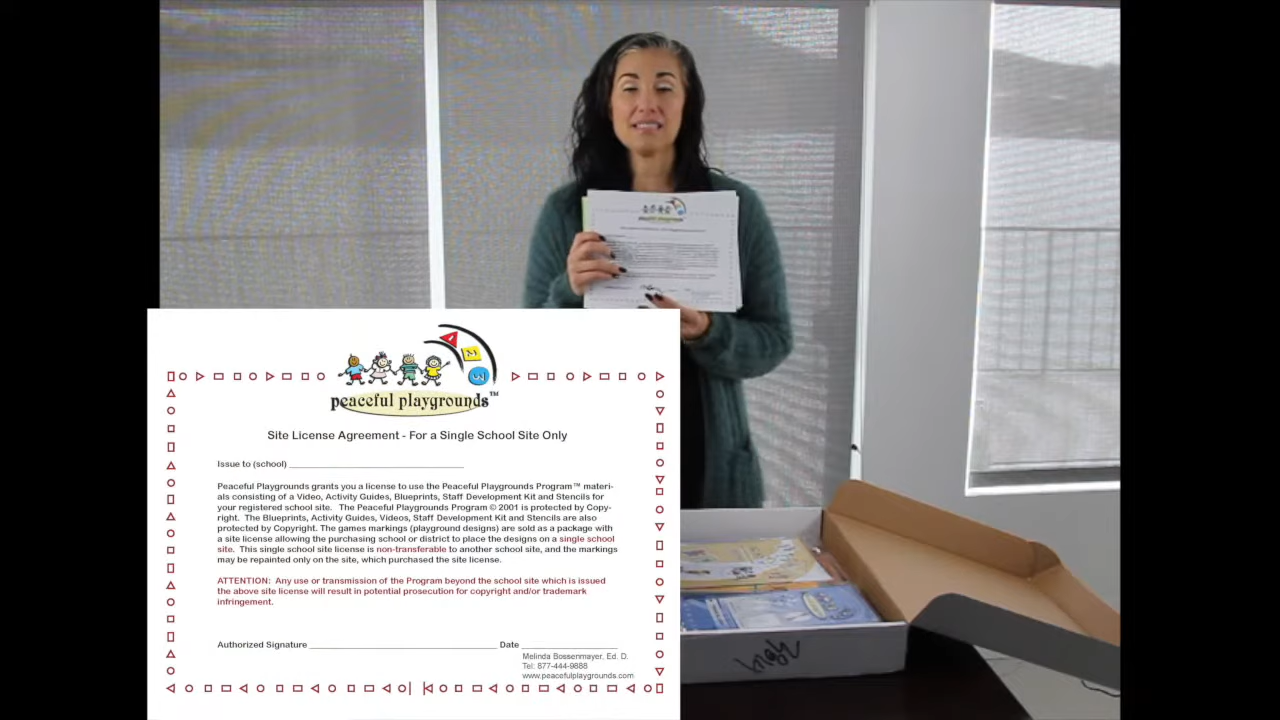 peaceful playgrounds™
Site License Agreement - For a Single School Site Only
Issue to (school)
Peaceful Playgrounds grants you a license to use the Peaceful Playgrounds Program™ materi-
als consisting of a Video, Activity Guides, Blueprints, Staff Development Kit and Stencils for
your registered school site. The Peaceful Playgrounds Program © 2001 is protected by Copy-
right. The Blueprints, Activity Guides, Videos, Staff Development Kit and Stencils are also
protected by Copyright. The games markings (playground designs) are sold as a package with
a site license allowing the purchasing school or district to place the designs on a single school
site. This single school site license is non-transferable to another school site, and the markings
may be repainted only on the site, which purchased the site license.
ATTENTION: Any use or transmission of the Program beyond the school site which is issued
the above site license will result in potential prosecution for copyright and/or trademark
infringement.
Authorized Signature Date
Melinda Bossenmayer, Ed. D.
Tel: 877-444-9888
www.peacefulplaygrounds.com